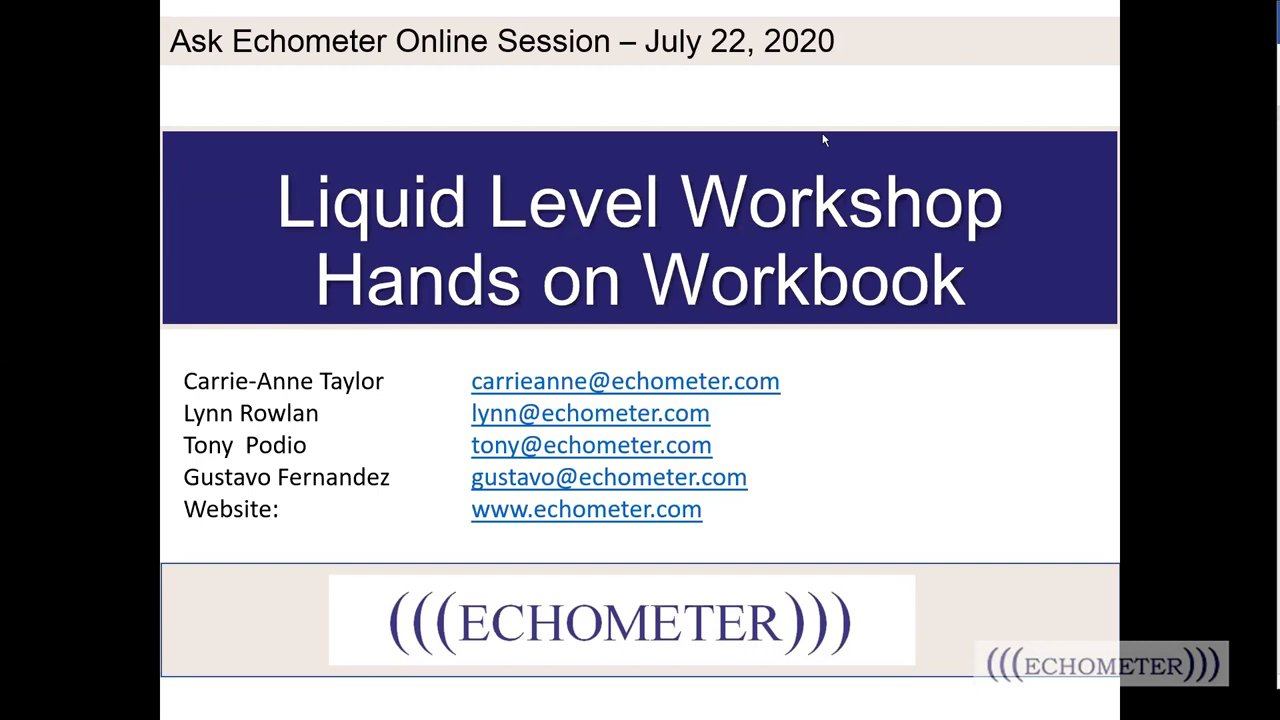 Ask Echometer Online Session – July 22, 2020
Liquid Level Workshop
Hands on Workbook
Carrie-Anne Taylor carrieanne@echometer.com
Lynn Rowlan lynn@echometer.com
Tony Podio tony@echometer.com
Gustavo Fernandez gustavo@echometer.com
Website: www.echometer.com
(((ECHOMETER)))
(((ECHOMETER)))